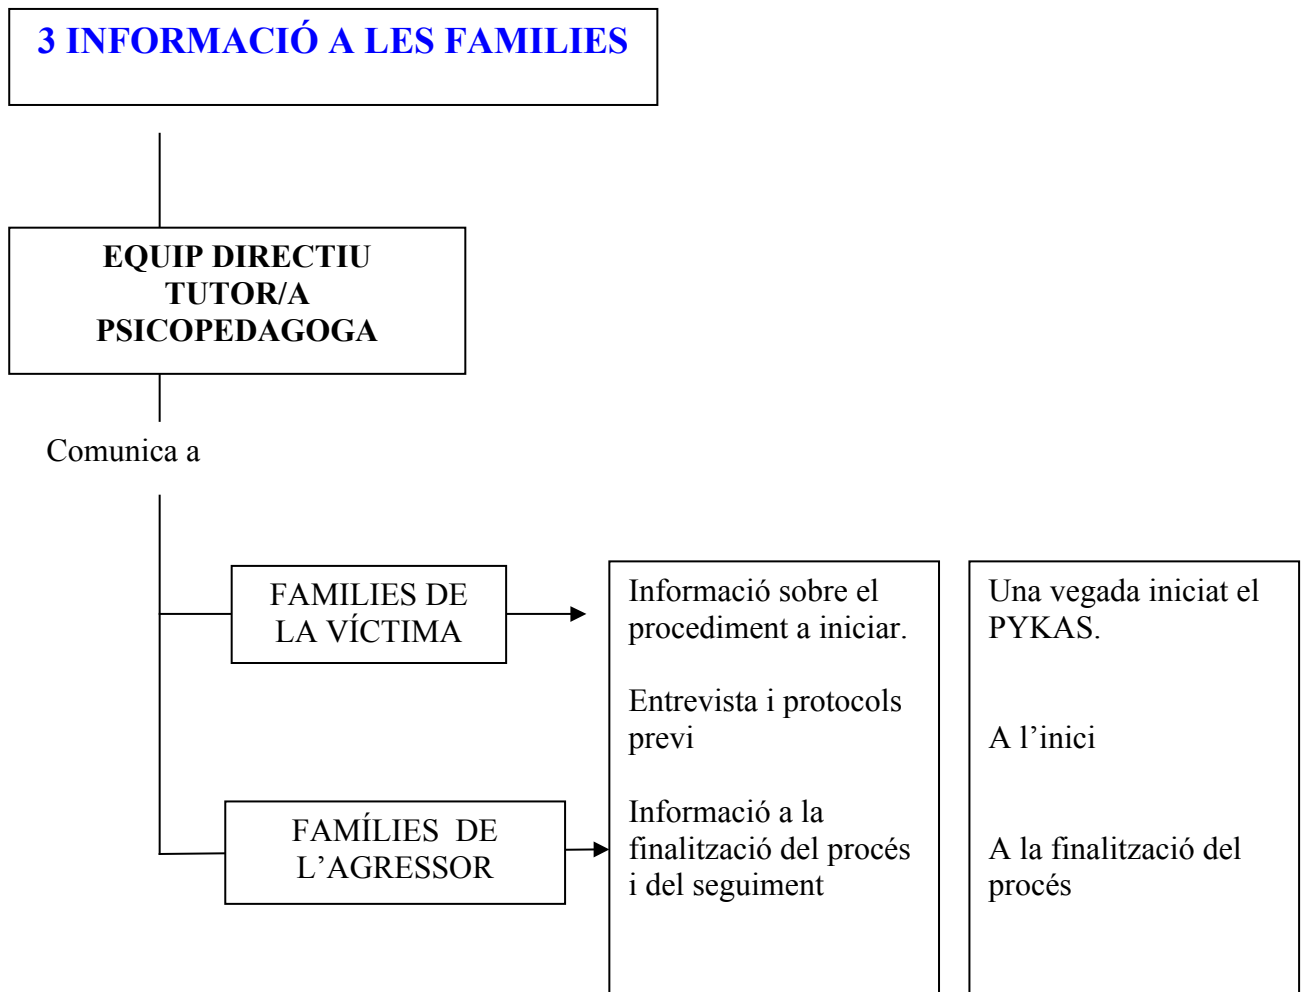 3 INFORMACIÓ A LES FAMILIES
EQUIP DIRECTIU
TUTOR/A
PSICOPEDAGOGA
Comunica a
FAMILIES DE
LA VÍCTIMA
FAMÍLIES DE
L’AGRESSOR
Informació sobre el
procediment a iniciar.
Entrevista i protocols
previ
Informació a la
finalització del procés
i del seguiment
Una vegada iniciat el
PYKAS.
A l’inici
A la finalització del
procés